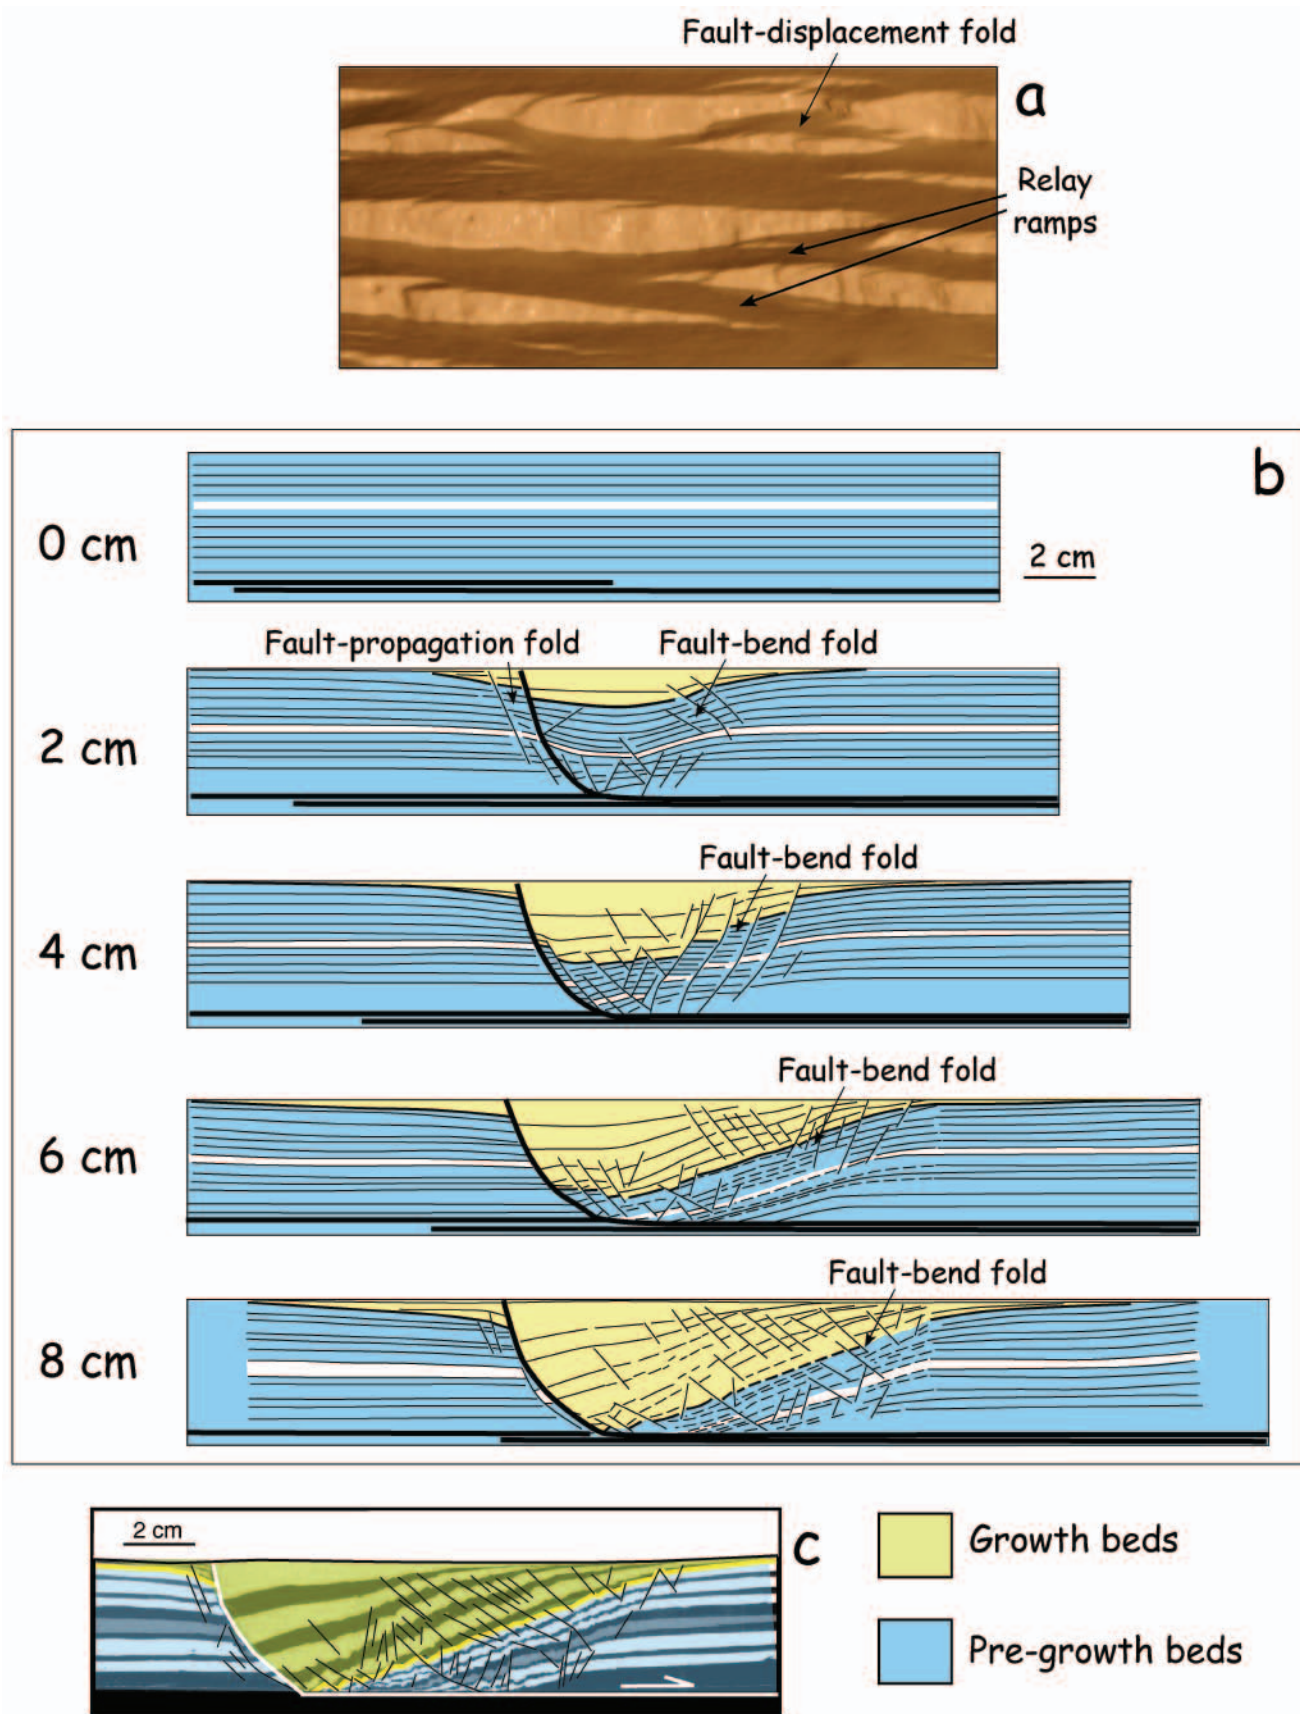 Fault-displacement fold
a
Relay
ramps
b
0 cm
2 cm
Fault-propagation fold
Fault-bend fold
2 cm
Fault-bend fold
4 cm
Fault-bend fold
6 cm
Fault-bend fold
8 cm
2 cm
c
Growth beds
Pre-growth beds